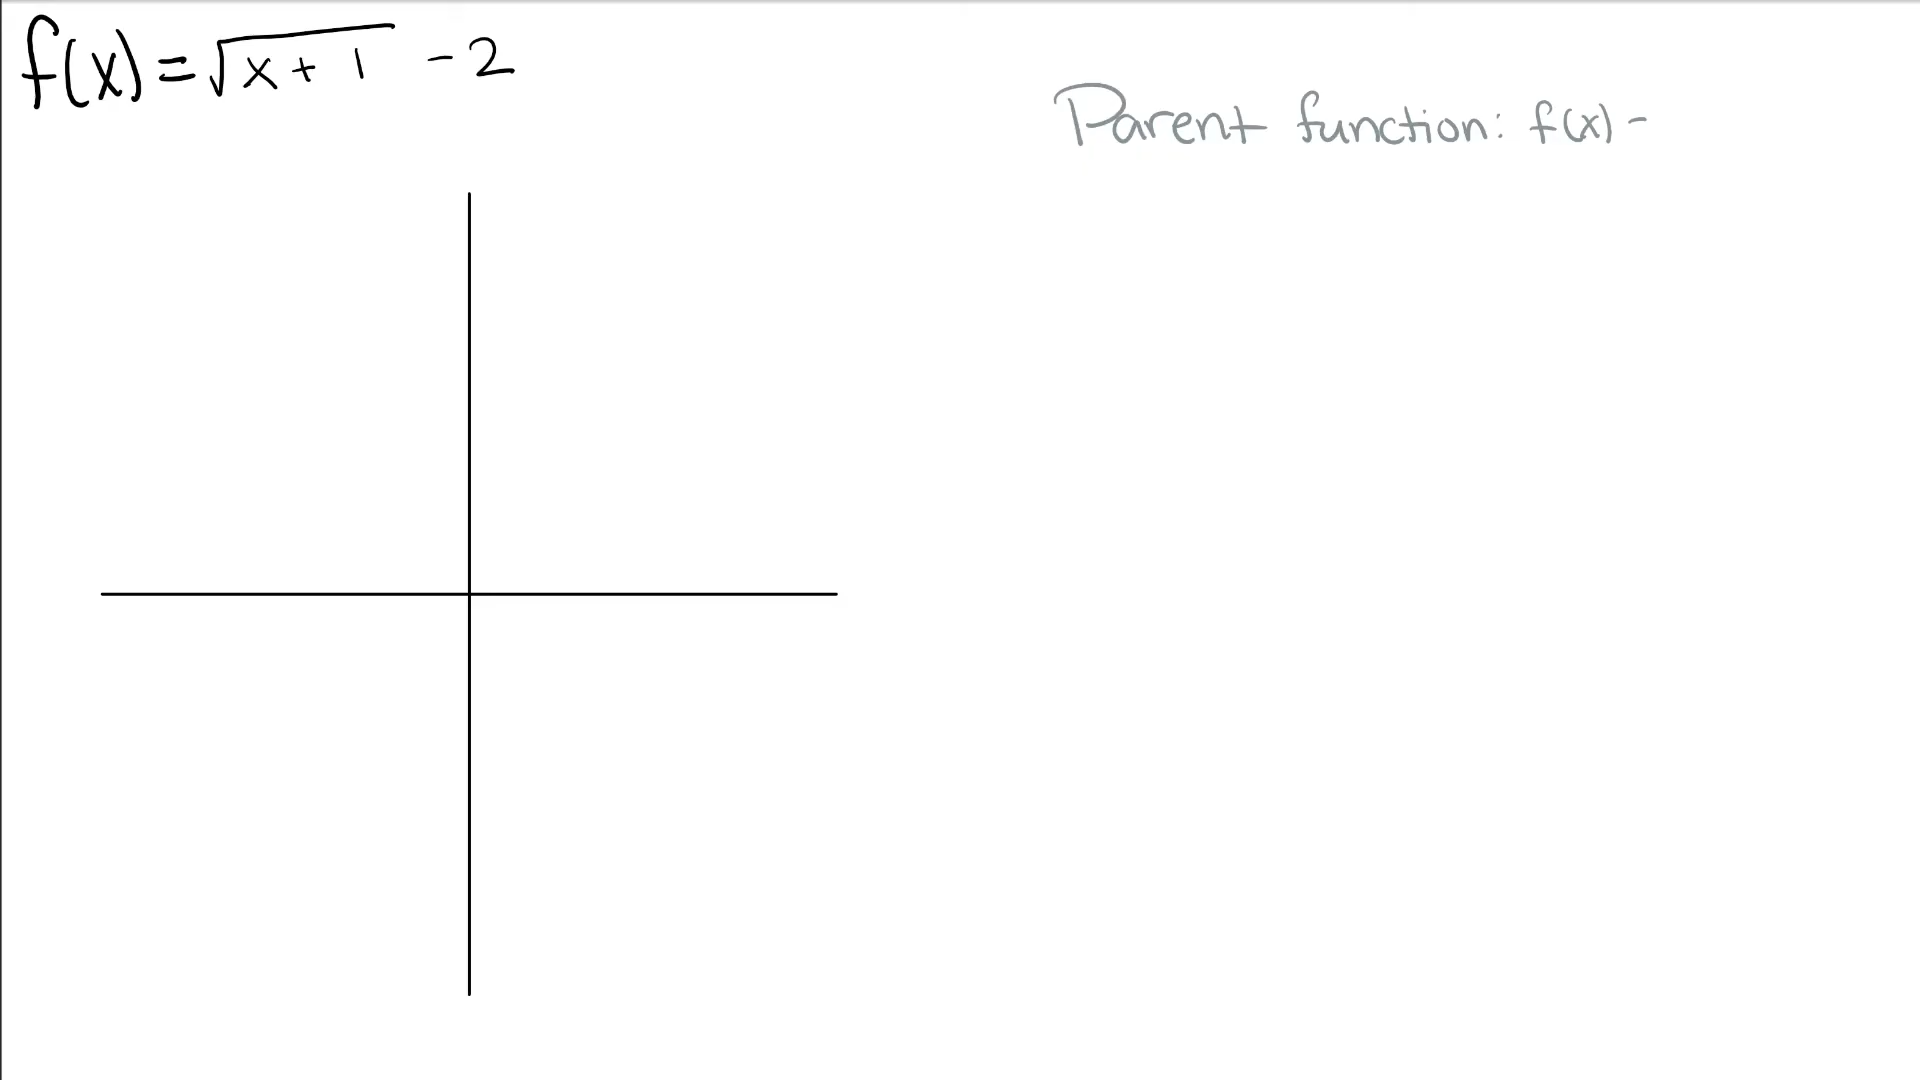 f(x) = √x + 1 - 2
Parent function: f(x) -